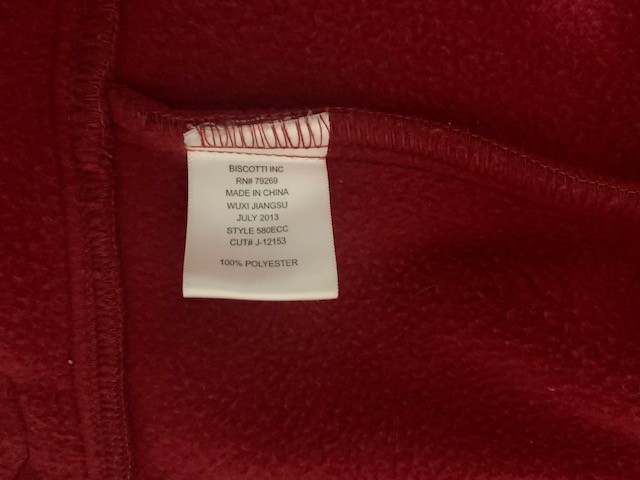 BISCOTTI INC
RN# 79269
MADE IN CHINA
WUXI JIANGSU
JULY 2013
STYLE 580ECC
CUT# J-12153
100% POLYESTER